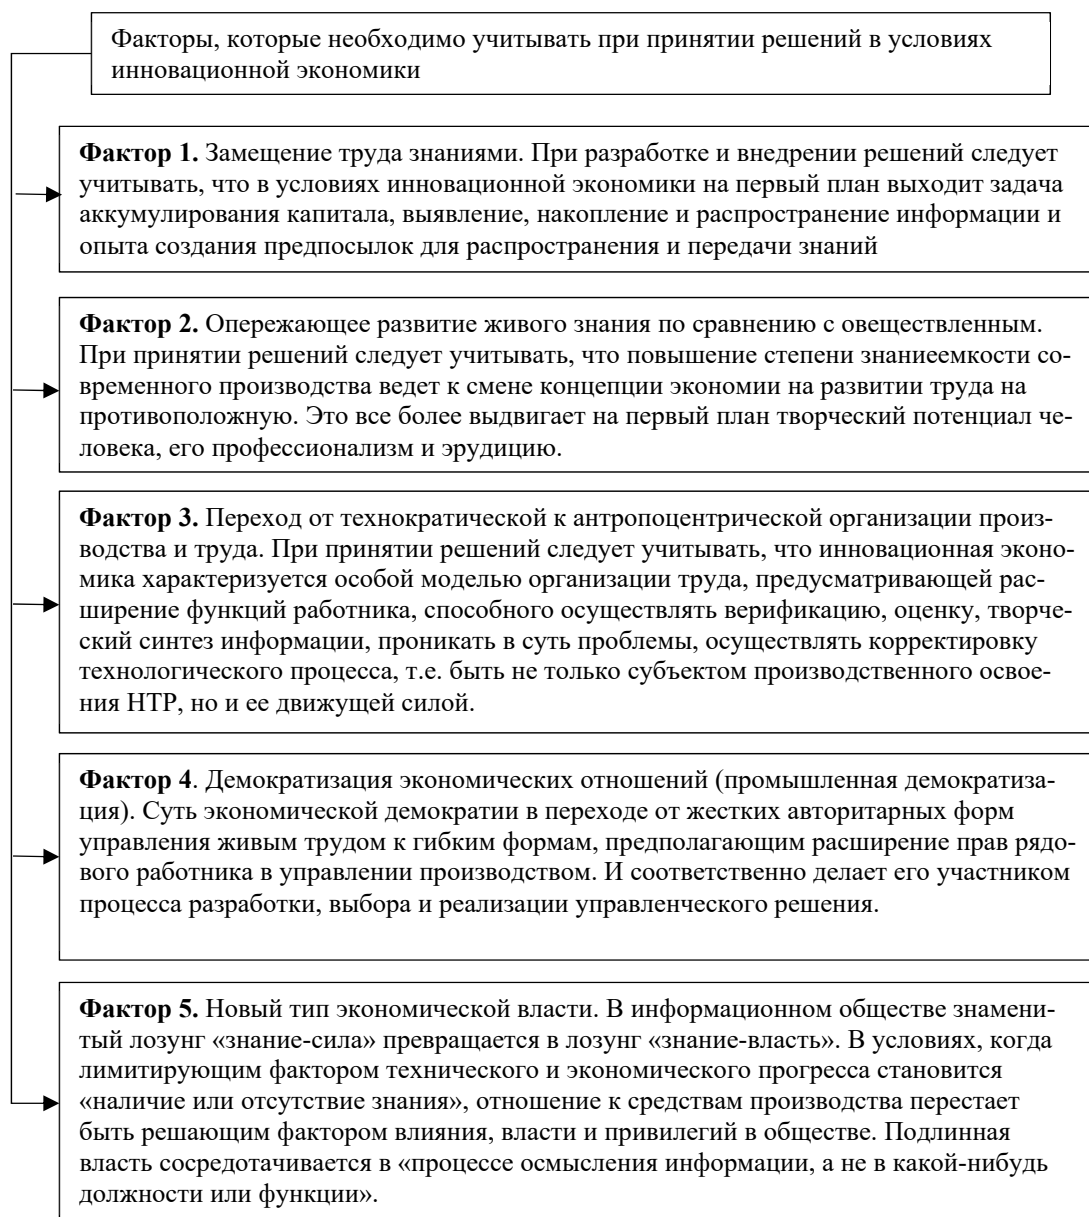 Факторы, которые необходимо учитывать при принятии решений в условиях
инновационной экономики
Фактор 1. Замещение труда знаниями. При разработке и внедрении решений следует
учитывать, что в условиях инновационной экономики на первый план выходит задача
аккумулирования капитала, выявление, накопление и распространение информации и
опыта создания предпосылок для распространения и передачи знаний
Фактор 2. Опережающее развитие живого знания по сравнению с овеществленным.
При принятии решений следует учитывать, что повышение степени знаниеемкости со-
временного производства ведет к смене концепции экономии на развитии труда на
противоположную. Это все более выдвигает на первый план творческий потенциал че-
ловека, его профессионализм и эрудицию.
Фактор 3. Переход от технократической к антропоцентрической организации произ-
водства и труда. При принятии решений следует учитывать, что инновационная эконо-
мика характеризуется особой моделью организации труда, предусматривающей рас-
ширение функций работника, способного осуществлять верификацию, оценку, творче-
ский синтез информации, проникать в суть проблемы, осуществлять корректировку
технологического процесса, т.е. быть не только субъектом производственного освое-
ния НТР, но и ее движущей силой.
Фактор 4. Демократизация экономических отношений (промышленная демократиза-
ция). Суть экономической демократии в переходе от жестких авторитарных форм
управления живым трудом к гибким формам, предполагающим расширение прав рядо-
вого работника в управлении производством. И соответственно делает его участником
процесса разработки, выбора и реализации управленческого решения.
Фактор 5. Новый тип экономической власти. В информационном обществе знамени-
тый лозунг «знание-сила» превращается в лозунг «знание-власть». В условиях, когда
лимитирующим фактором технического и экономического прогресса становится
«наличие или отсутствие знания», отношение к средствам производства перестает
быть решающим фактором влияния, власти и привилегий в обществе. Подлинная
власть сосредотачивается в «процессе осмысления информации, а не в какой-нибудь
должности или функции».